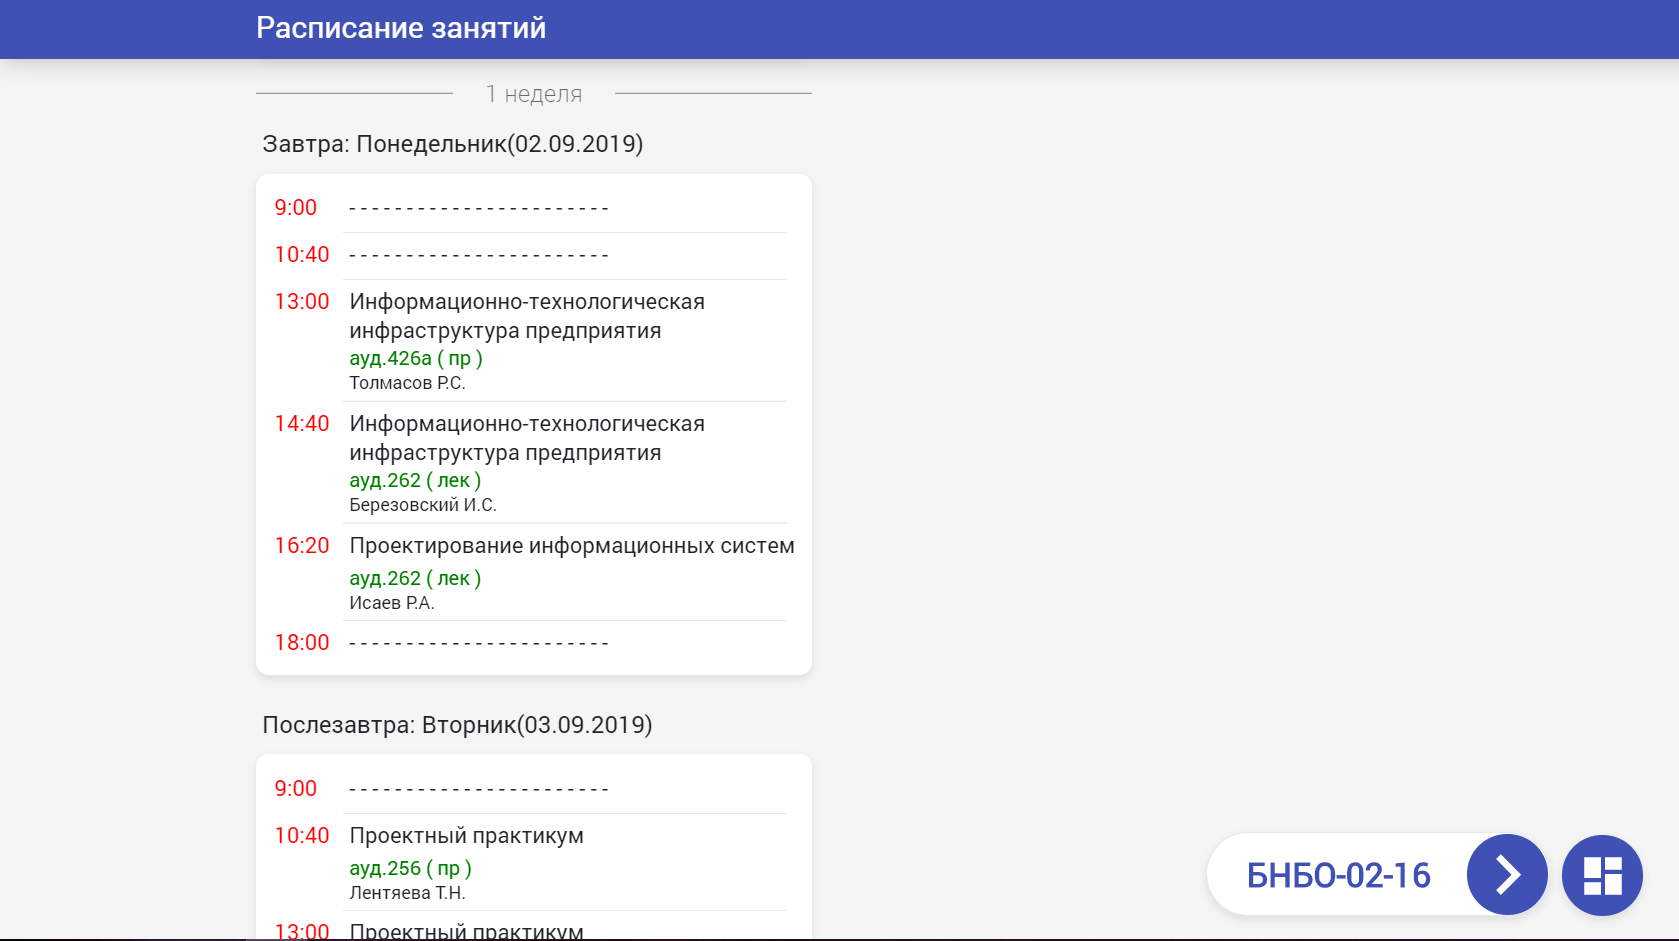 Расписание занятий
1 неделя
Завтра: Понедельник(02.09.2019)
9:00 - - - - - - - - - - - - - - - - - - - - - - -
10:40 - - - - - - - - - - - - - - - - - - - - - - -
13:00 Информационно-технологическая
инфраструктура предприятия
ауд.426а ( пр )
Толмасов Р.С.
14:40 Информационно-технологическая
инфраструктура предприятия
ауд.262 ( лек )
Березовский И.С.
16:20 Проектирование информационных систем
ауд.262 ( лек )
Исаев Р.А.
18:00 - - - - - - - - - - - - - - - - - - - - - - -
Послезавтра: Вторник(03.09.2019)
9:00 - - - - - - - - - - - - - - - - - - - - - - -
10:40 Проектный практикум
ауд.256 ( пр )
Лентяева Т.Н.
13:00 Проектный практикум
БНБО-02-16